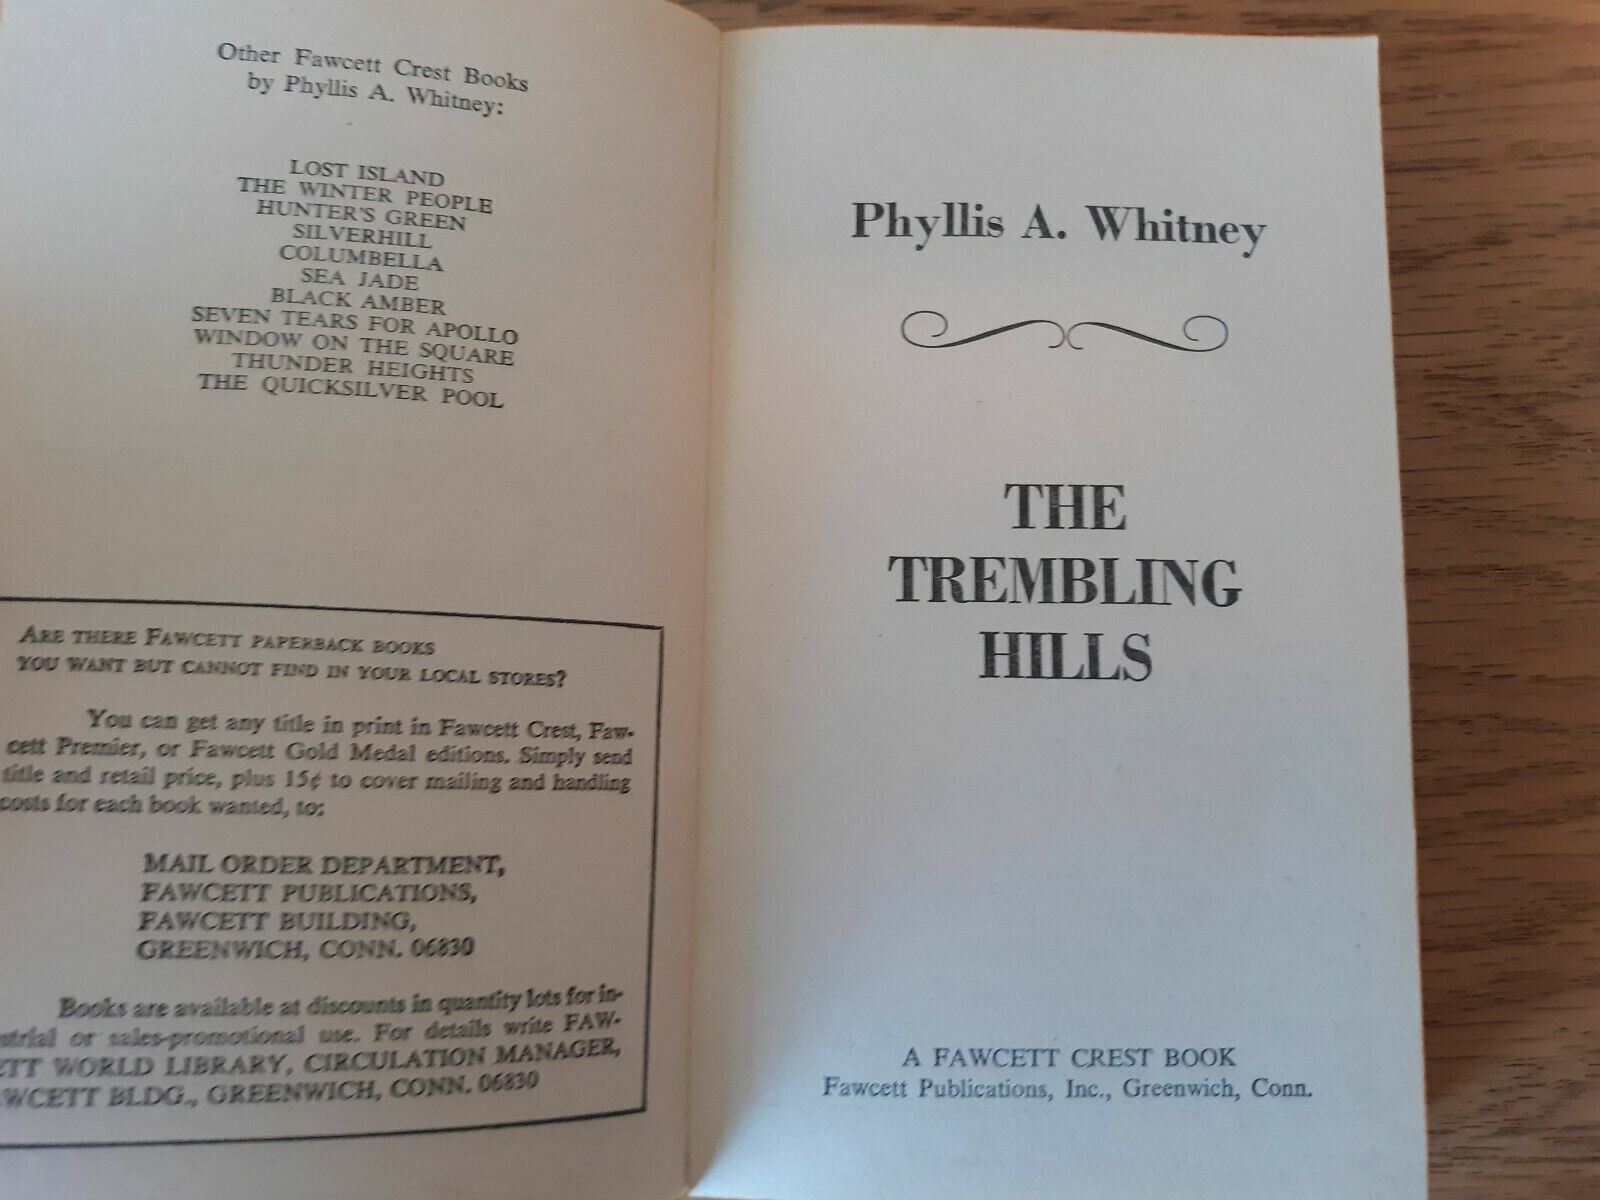 Other Fawcett Crest Books
by Phyllis A. Whitney:
LOST ISLAND
THE WINTER PEOPLE
HUNTER'S GREEN
SILVERHILL
COLUMBELLA
SEA JADE
BLACK AMBER
SEVEN TEARS FOR APOLLO
WINDOW ON THE SQUARE
THUNDER HEIGHTS
THE QUICKSILVER POOL
ARE THERE FAWCETT PAPERBACK BOOKS
YOU WANT BUT CANNOT FIND IN YOUR LOCAL STORES?
You can get any title in print in Fawcett Crest, Faw-
cett Premier, or Fawcett Gold Medal editions. Simply send
title and retail price, plus 15¢ to cover mailing and handling
costs for each book wanted, to:
MAIL ORDER DEPARTMENT,
FAWCETT PUBLICATIONS,
FAWCETT BUILDING,
GREENWICH, CONN. 06830
Books are available at discounts in quantity lots for in-
ustrial or sales-promotional use. For details write FAW-
ETT WORLD LIBRARY, CIRCULATION MANAGER,
AWCETT BLDG., GREENWICH, CONN. 06830
Phyllis A. Whitney
THE
TREMBLING
HILLS
A FAWCETT CREST BOOK
Fawcett Publications, Inc., Greenwich, Conn.